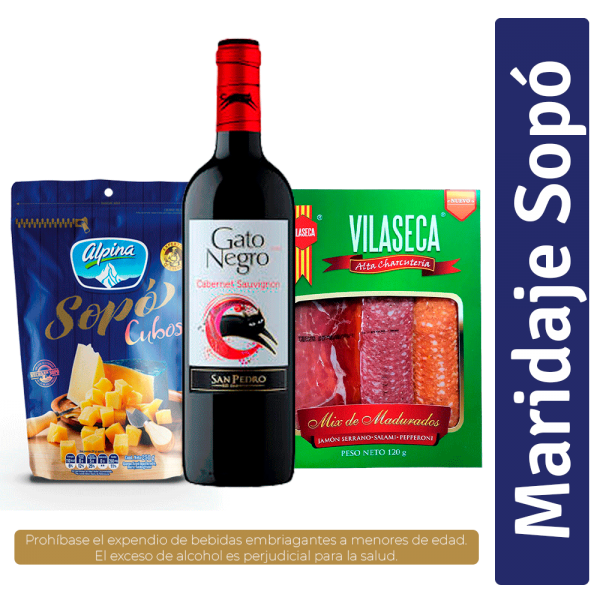 Maridaje Sopó
alpina
Sopó
Cubos
Gato
Negro
Cabernet Sauvignon
SAN PEDRO
NUEVO
VILASECA
Alta Charcutería
Mix de Madurados
JAMÓN SERRANO-SALAMI-PEPPERONI
PESO NETO 120 g
Prohíbase el expendio de bebidas embriagantes a menores de edad.
El exceso de alcohol es perjudicial para la salud.